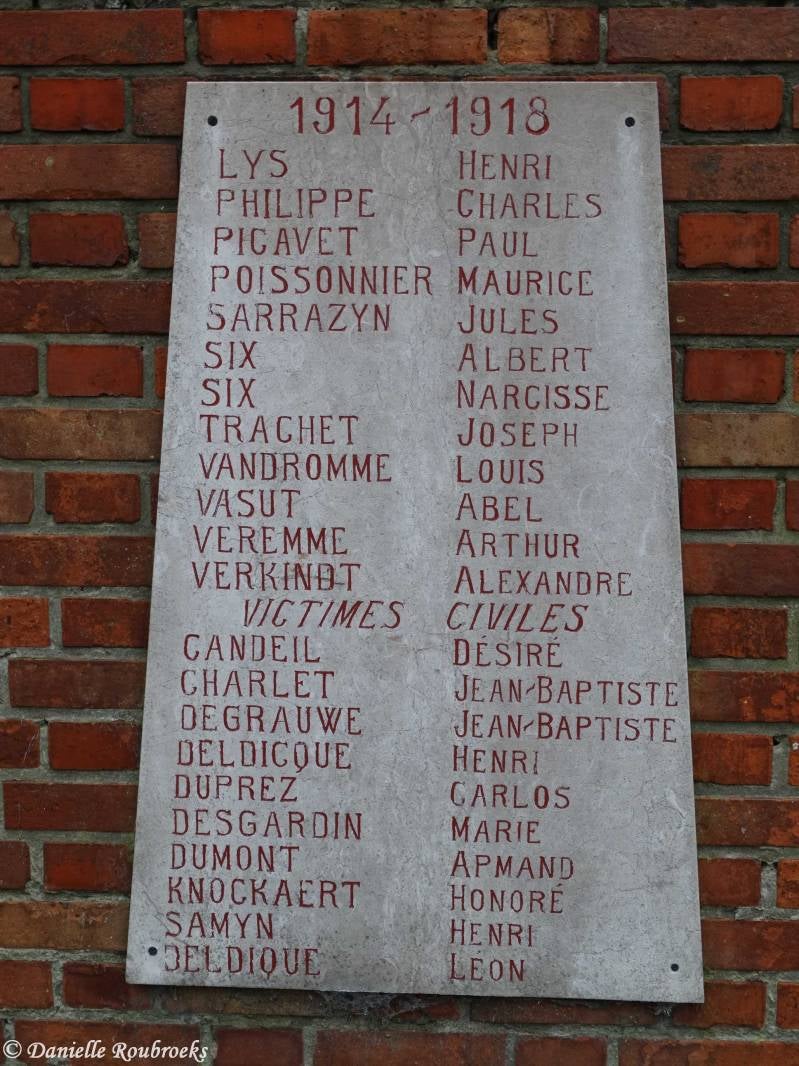 1914 - 1918
LYS HENRI
PHILIPPE CHARLES
PICAVET PAUL
POISSONNIER MAURICE
SARRAZYN JULES
SIX ALBERT
SIX NARCISSE
TRACHET JOSEPH
VANDROMME LOUIS
VASUT ABEL
VEREMME ARTHUR
VERKINDT ALEXANDRE
VICTIMES CIVILES
CANDEIL DÉSIRÉ
CHARLET JEAN-BAPTISTE
DEGRAUWE JEAN-BAPTISTE
DELDICQUE HENRI
DUPREZ CARLOS
DESGARDIN MARIE
DUMONT APMAND
KNOCKAERT HONORÉ
SAMYN HENRI
DELDIQUE LÉON
© Danielle Roubroeks